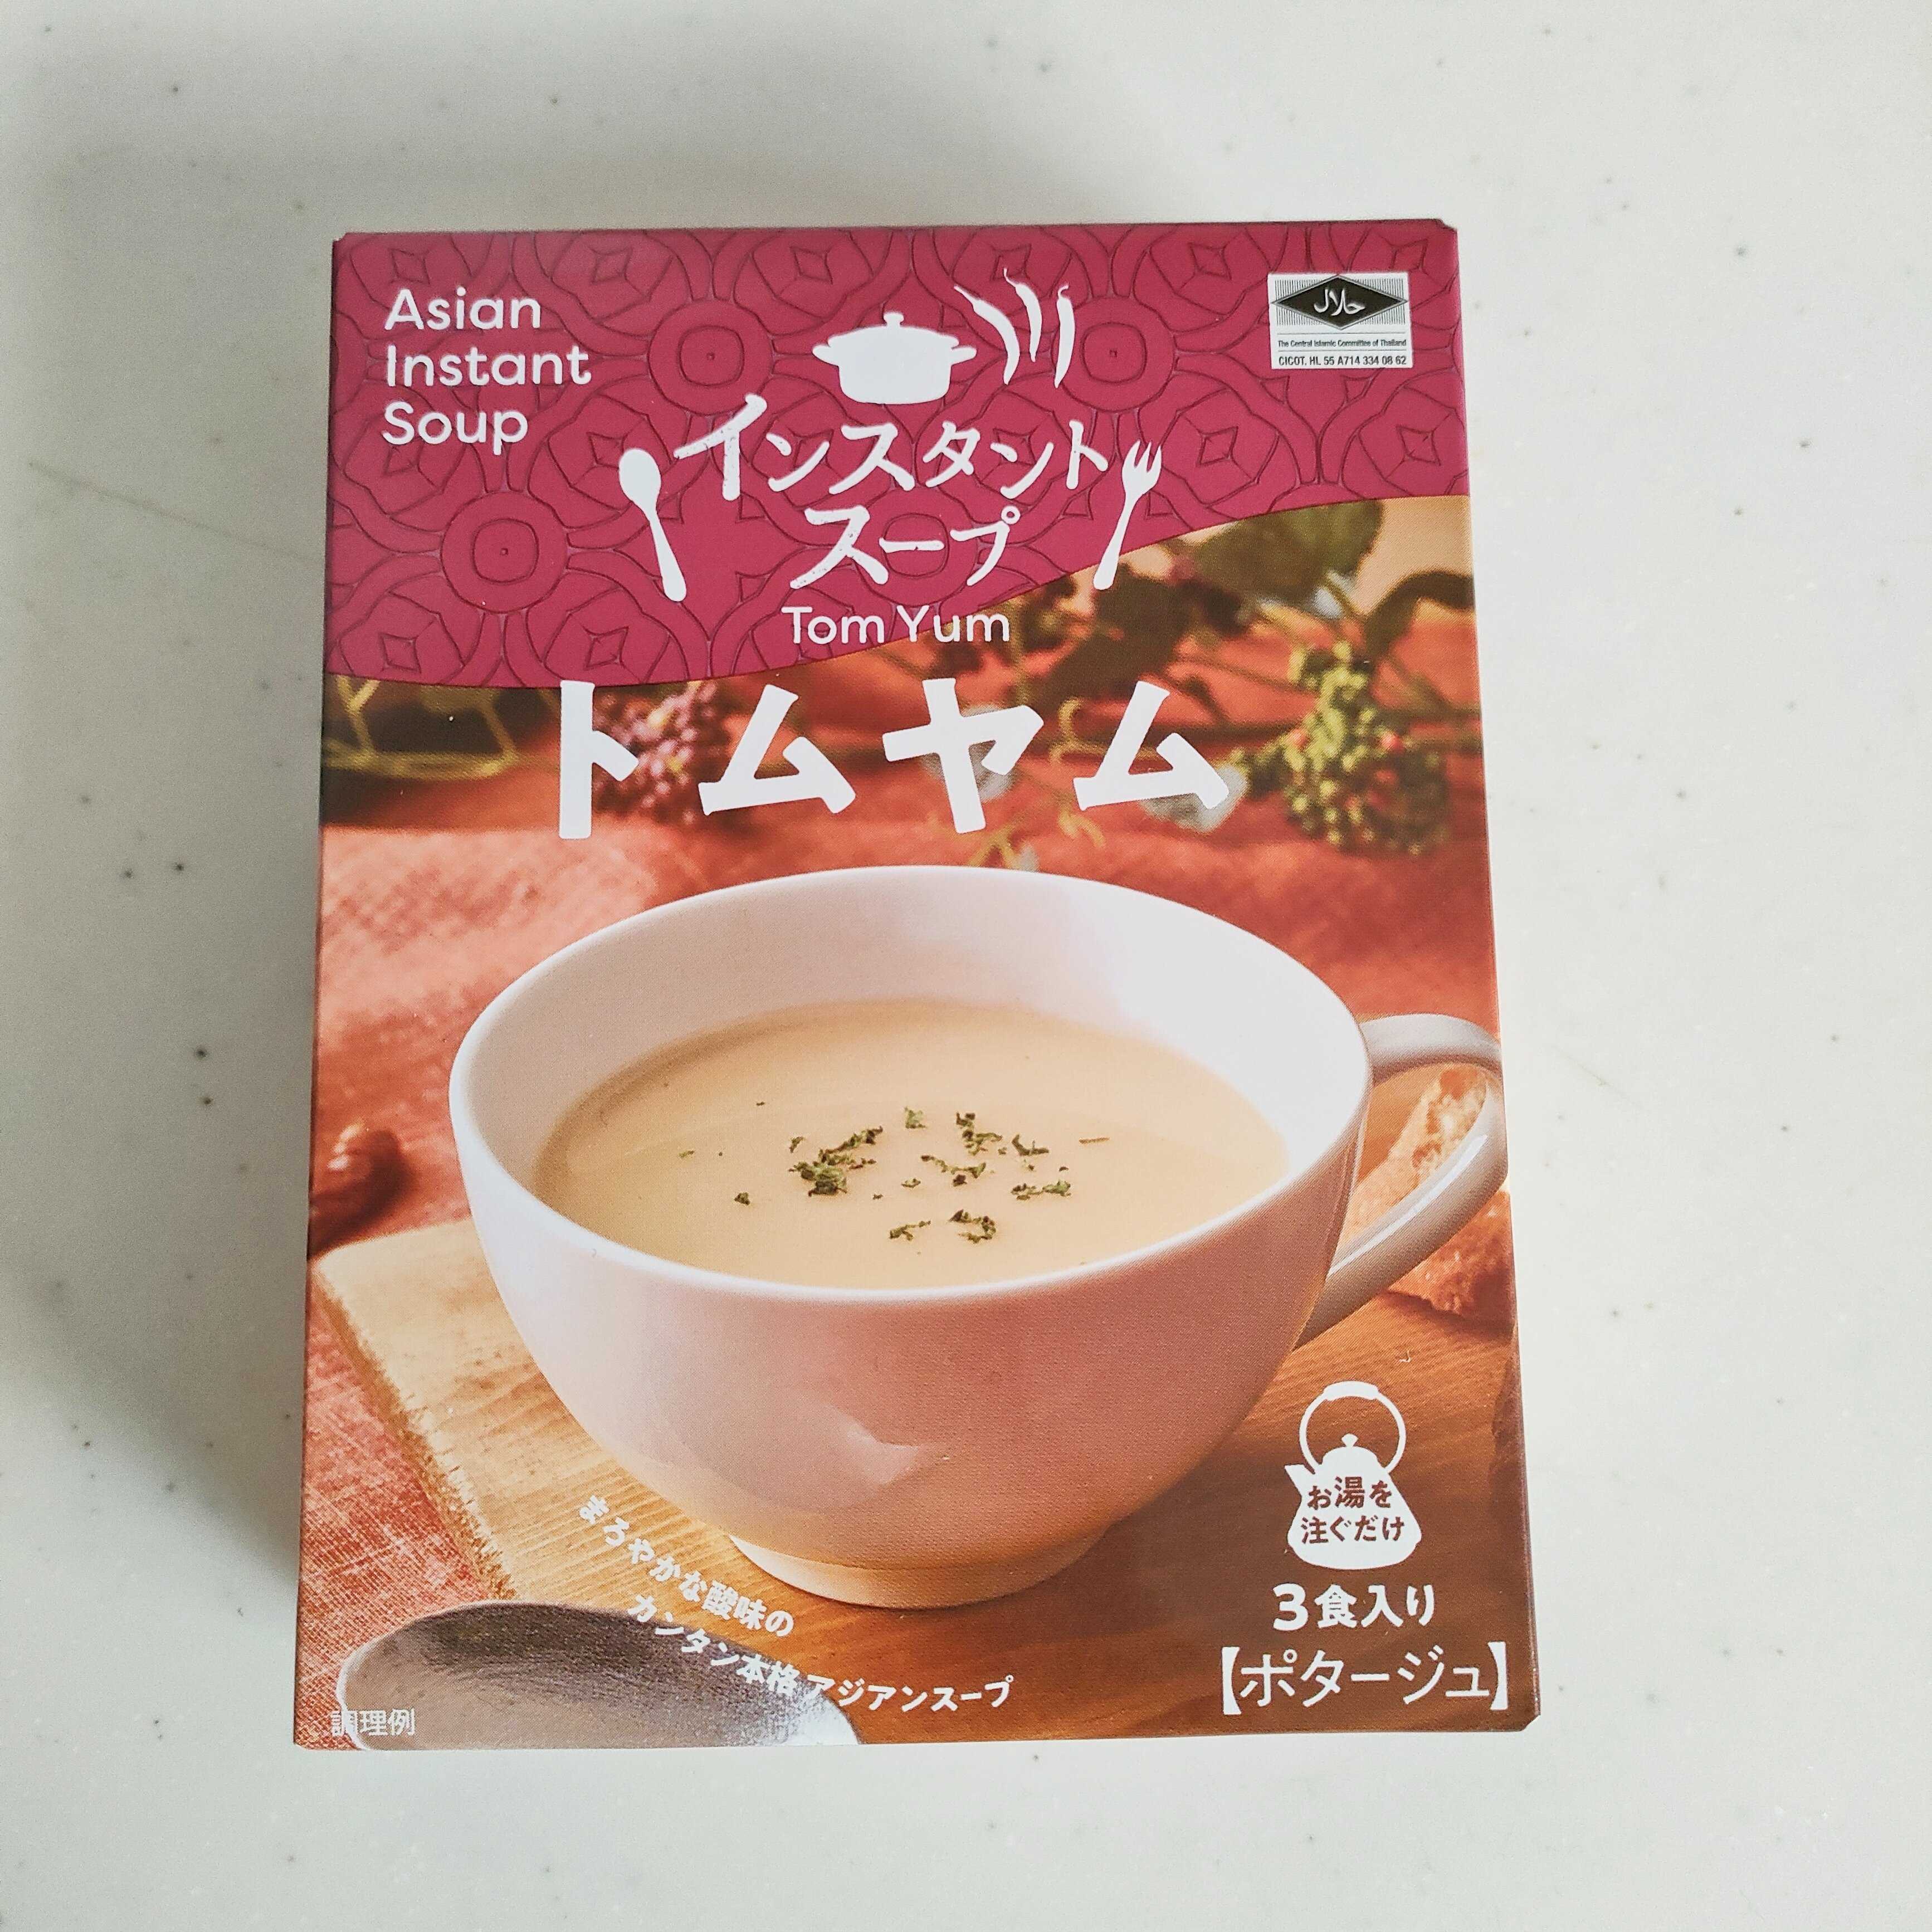 Asian
Instant
Soup
حلال
The Central Islamic Committee of Thailand
CICOT. HL 55 A714 334 08 62
インスタント
スープ
Tom Yum
トムヤム
お湯を
注ぐだけ
3食入り
【ポタージュ】
まろやかな酸味の
カンタン本格アジアンスープ
調理例